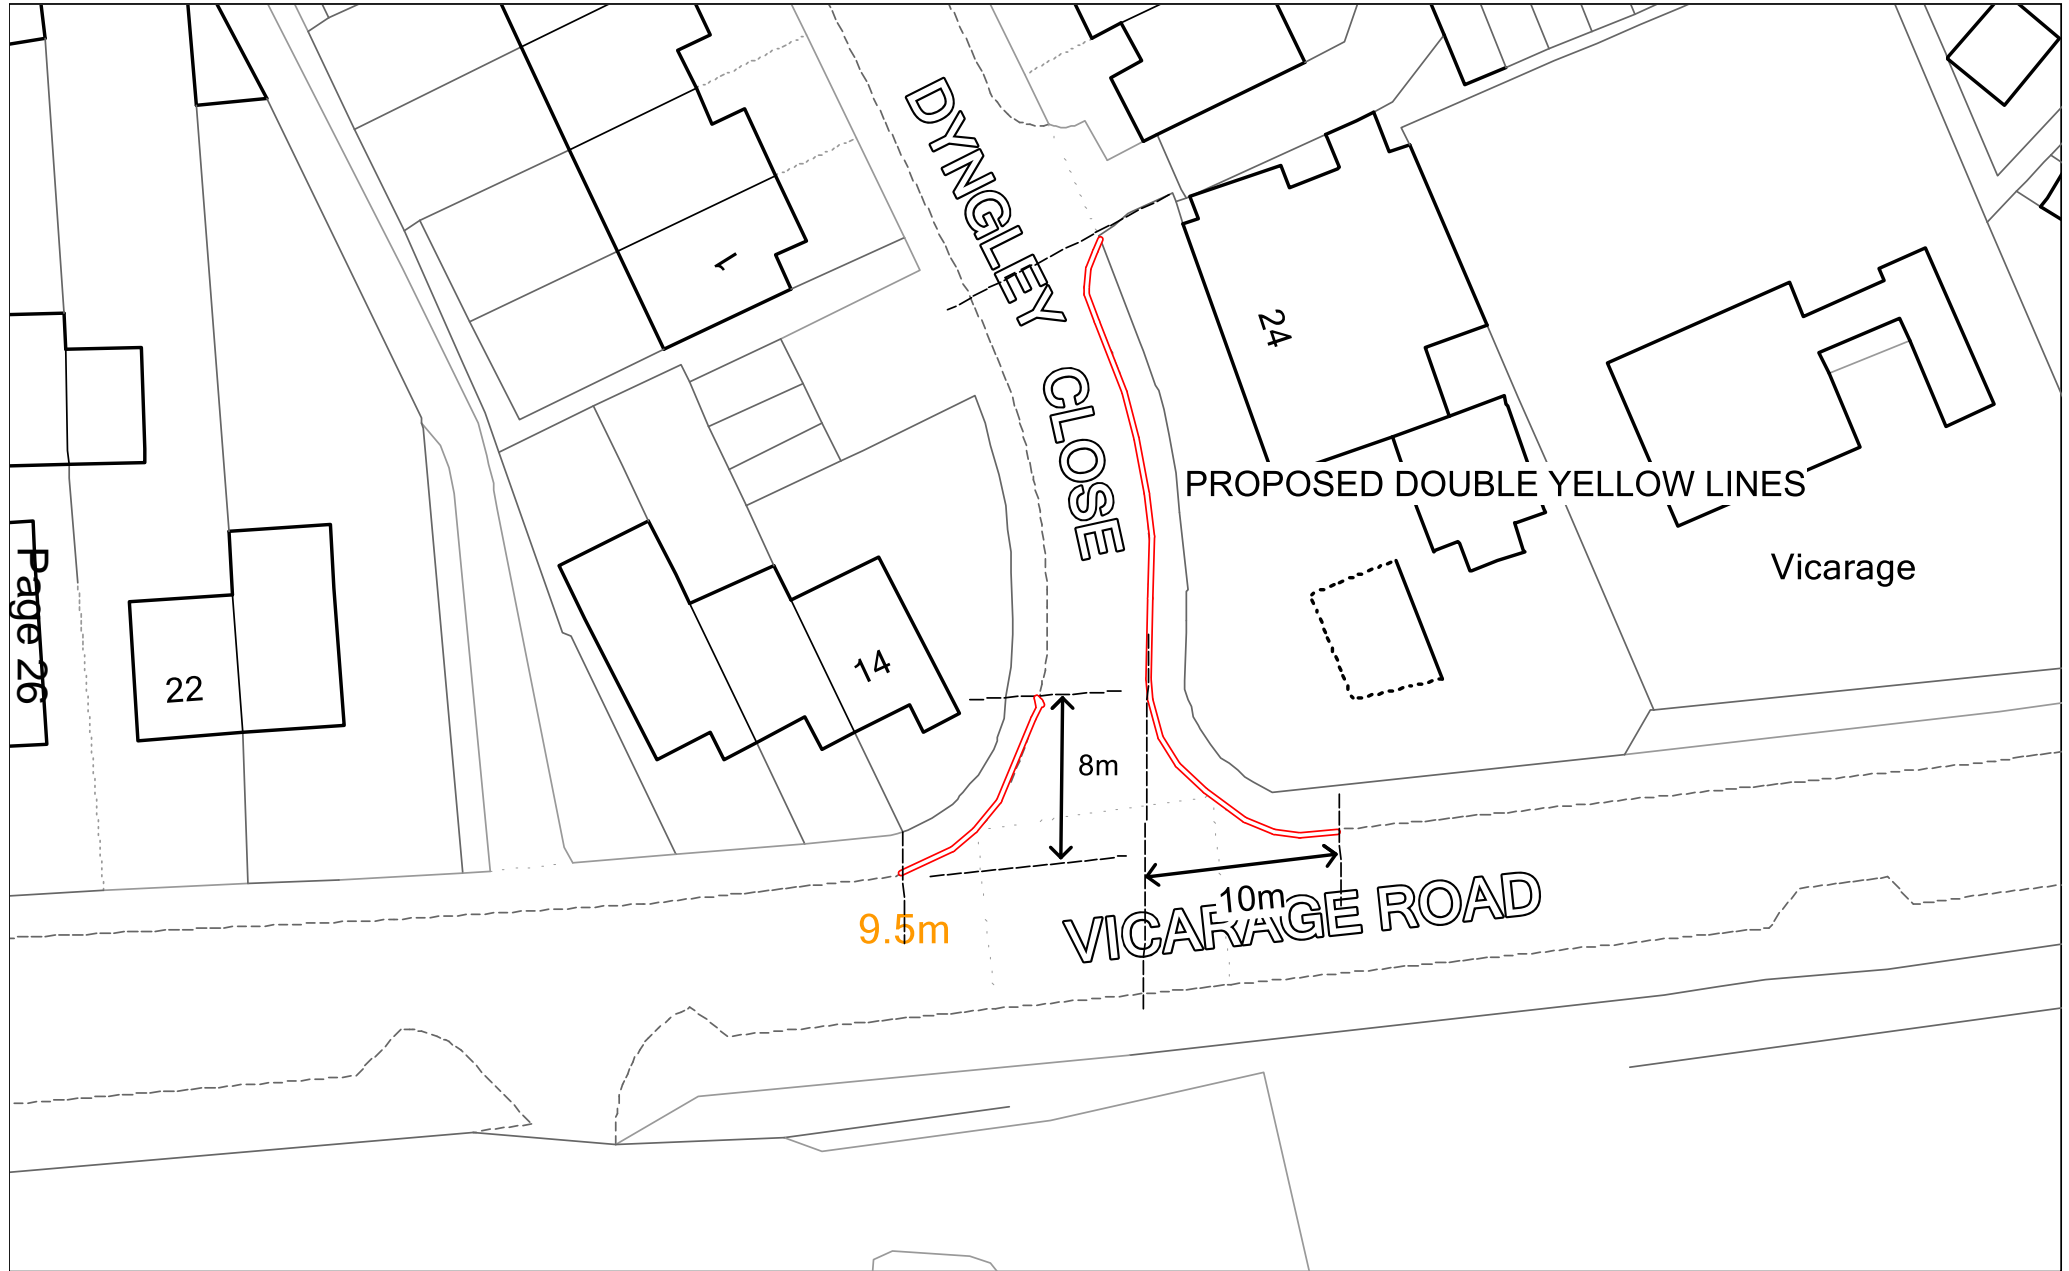 DYNGLEY CLOSE
1
24
PROPOSED DOUBLE YELLOW LINES
Vicarage
Page 26
22
14
8m
10m
9.5m
VICARAGE ROAD